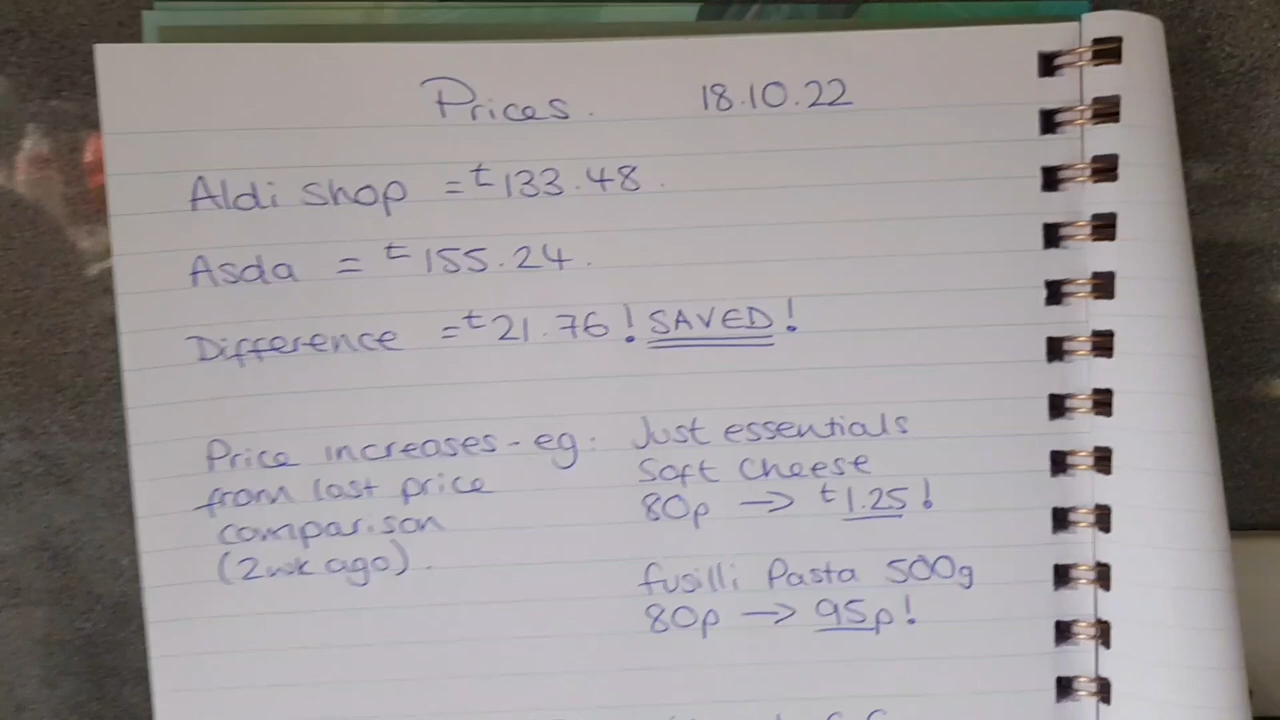 Prices. 18.10.22
Aldi shop = £133.48.
Asda = £155.24.
Difference = £21.76! SAVED!
Price increases - eg:
from last price
comparison
(2wk ago).
Just essentials
Soft Cheese
80p → £1.25!
fusilli Pasta 500g
80p → 95p!